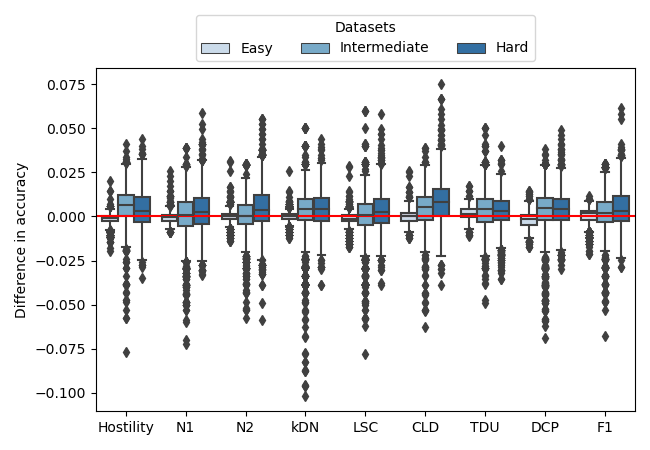 Datasets
Easy Intermediate Hard
Difference in accuracy
0.075
0.050
0.025
0.000
−0.025
−0.050
−0.075
−0.100
Hostility N1 N2 kDN LSC CLD TDU DCP F1